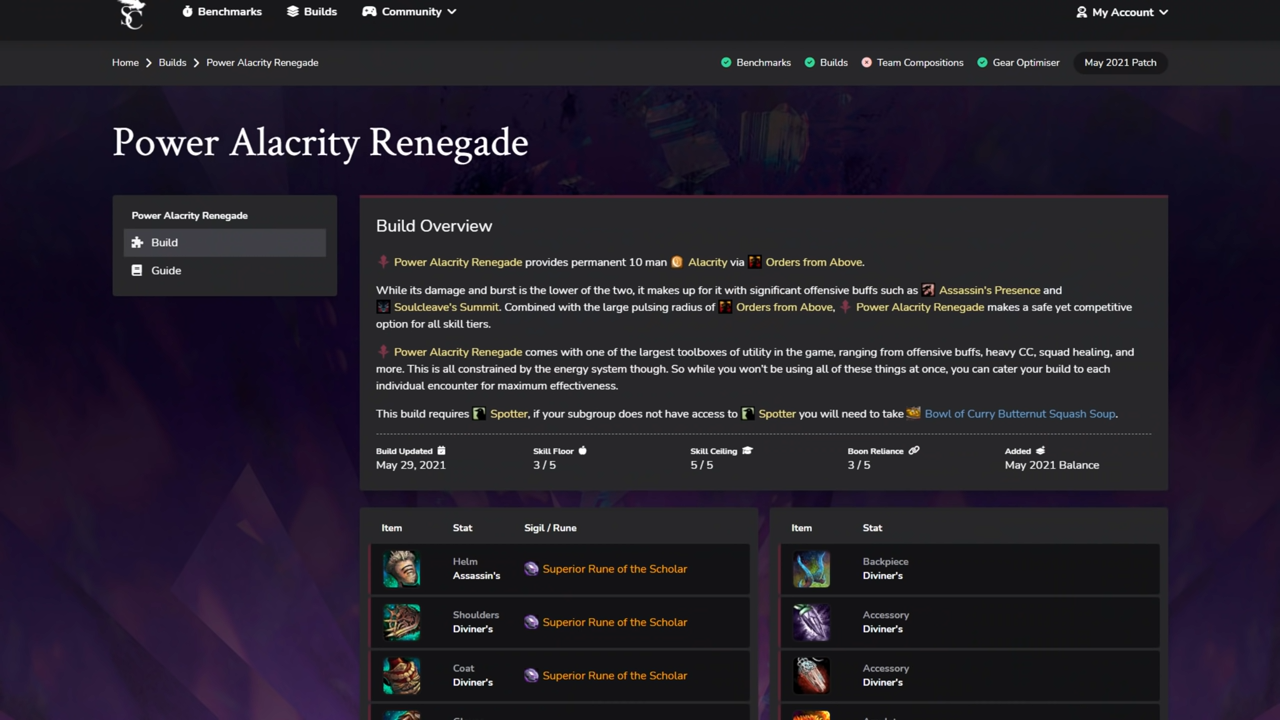 SC
Benchmarks Builds Community My Account
Home Builds Power Alacrity Renegade Benchmarks Builds Team Compositions Gear Optimiser May 2021 Patch
Power Alacrity Renegade
Power Alacrity Renegade
Build
Guide
Build Overview
Power Alacrity Renegade provides permanent 10 man Alacrity via Orders from Above.
While its damage and burst is the lower of the two, it makes up for it with significant offensive buffs such as Assassin's Presence and
Soulcleave's Summit. Combined with the large pulsing radius of Orders from Above, Power Alacrity Renegade makes a safe yet competitive
option for all skill tiers.
Power Alacrity Renegade comes with one of the largest toolboxes of utility in the game, ranging from offensive buffs, heavy CC, squad healing, and
more. This is all constrained by the energy system though. So while you won't be using all of these things at once, you can cater your build to each
individual encounter for maximum effectiveness.
This build requires Spotter, if your subgroup does not have access to Spotter you will need to take Bowl of Curry Butternut Squash Soup.
Build Updated Skill Floor Skill Ceiling Boon Reliance Added
May 29, 2021 3 / 5 5 / 5 3 / 5 May 2021 Balance
Item Stat Sigil / Rune
Helm
Assassin's
Superior Rune of the Scholar
Shoulders
Diviner's
Superior Rune of the Scholar
Coat
Diviner's
Superior Rune of the Scholar
Item Stat
Backpiece
Diviner's
Accessory
Diviner's
Accessory
Diviner's